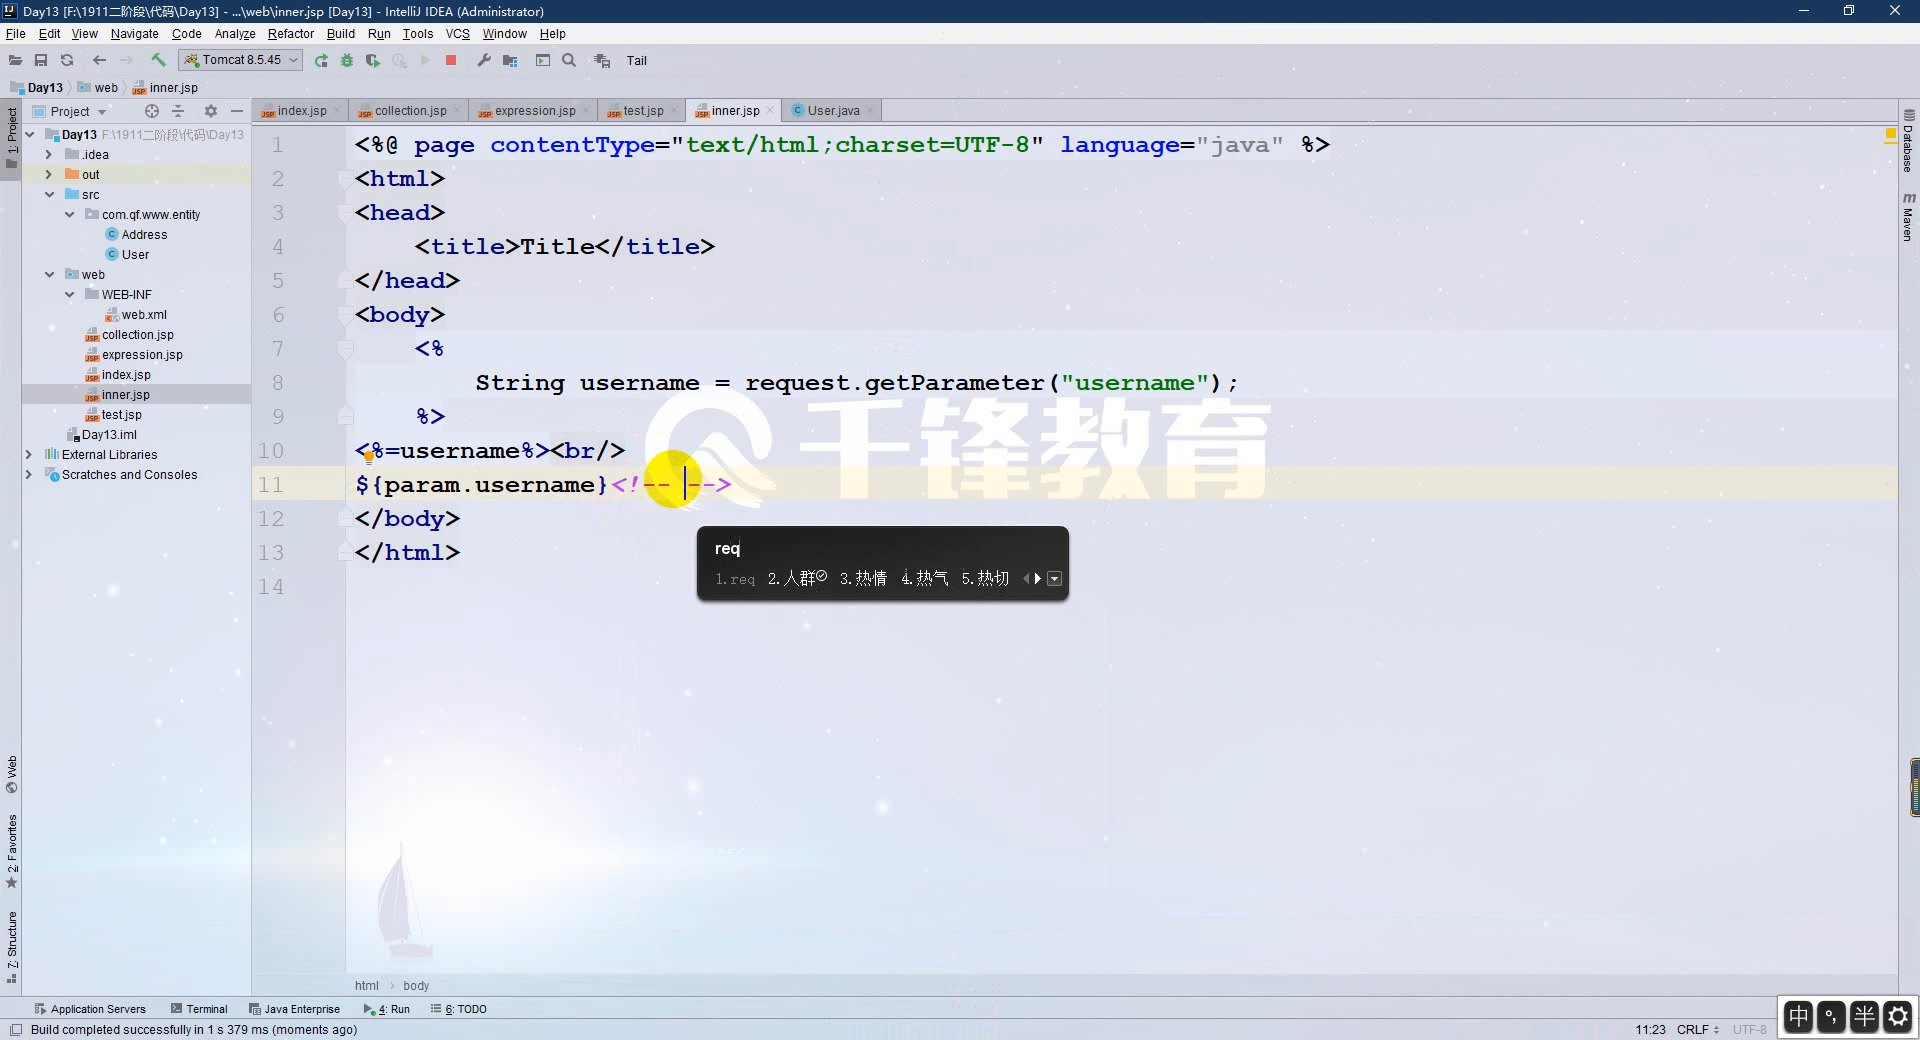 Day13 [F:\1911二阶段\代码\Day13] - ...\web\inner.jsp [Day13] - IntelliJ IDEA (Administrator)
File Edit View Navigate Code Analyze Refactor Build Run Tools VCS Window Help
Tomcat 8.5.45
Tail
Day13 web inner.jsp
Project
index.jsp collection.jsp expression.jsp test.jsp inner.jsp User.java
1: Project
Day13 F:\1911二阶段\代码\Day13
.idea
out
src
com.qf.www.entity
Address
User
web
WEB-INF
web.xml
collection.jsp
expression.jsp
index.jsp
inner.jsp
test.jsp
Day13.iml
External Libraries
Scratches and Consoles
Web
2: Favorites
7: Structure
1 <%@ page contentType="text/html;charset=UTF-8" language="java" %>
2 <html>
3 <head>
4 <title>Title</title>
5 </head>
6 <body>
7 <%
8 String username = request.getParameter("username");
9 %>
10 <%=username%><br/>
11 ${param.username}<!-- -->
12 </body>
13 </html>
14
千锋教育
req
1.req 2.人群 3.热情 4.热气 5.热切
Database
Maven
html body
Application Servers Terminal Java Enterprise 4: Run 6: TODO
Build completed successfully in 1 s 379 ms (moments ago)
11:23 CRLF UTF-8
中 °, 半